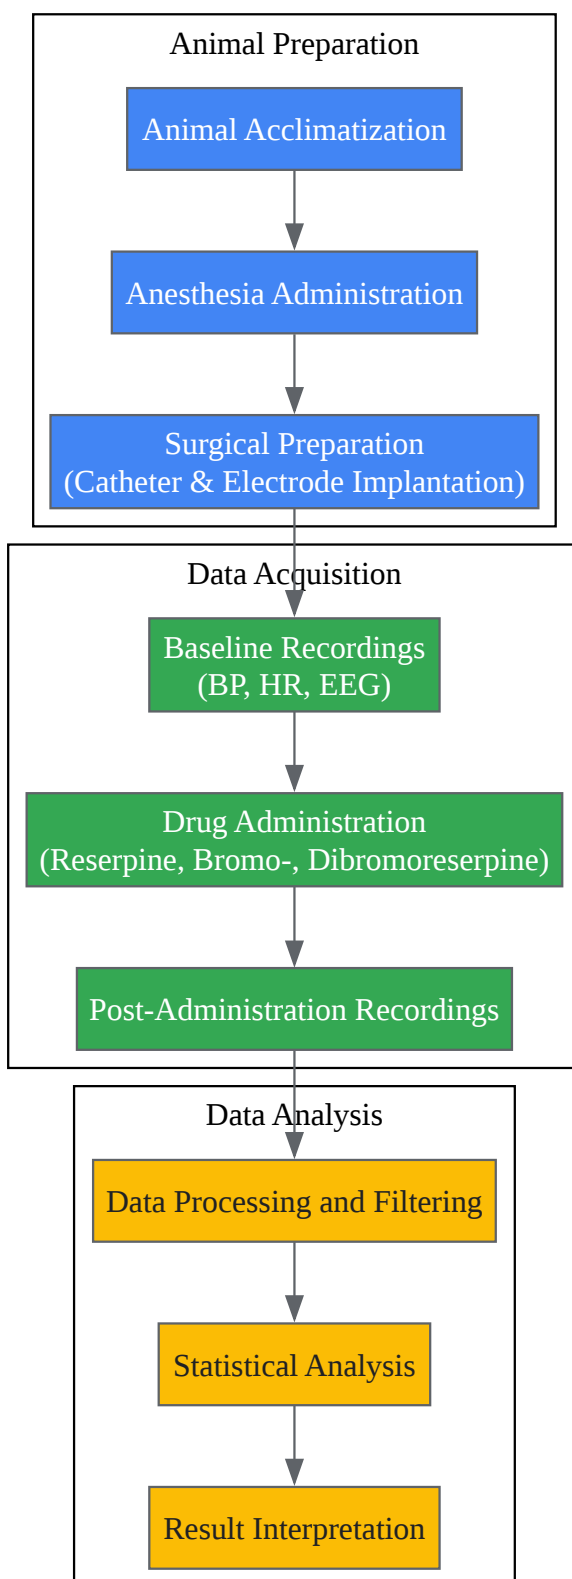 Animal Preparation
Animal Acclimatization
Anesthesia Administration
Surgical Preparation
(Catheter & Electrode Implantation)
Data Acquisition
Baseline Recordings
(BP, HR, EEG)
Drug Administration
(Reserpine, Bromo-, Dibromoreserpine)
Post-Administration Recordings
Data Analysis
Data Processing and Filtering
Statistical Analysis
Result Interpretation